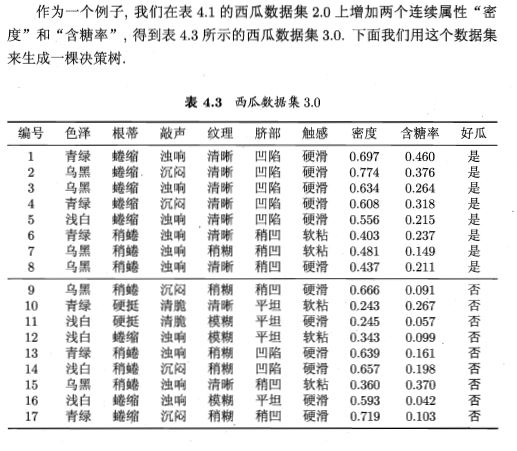 作为一个例子, 我们在表 4.1 的西瓜数据集 2.0 上增加两个连续属性“密
度”和“含糖率”, 得到表 4.3 所示的西瓜数据集 3.0. 下面我们用这个数据集
来生成一棵决策树.
表 4.3 西瓜数据集 3.0
编号 色泽 根蒂 敲声 纹理 脐部 触感 密度 含糖率 好瓜
1 青绿 蜷缩 浊响 清晰 凹陷 硬滑 0.697 0.460 是
2 乌黑 蜷缩 沉闷 清晰 凹陷 硬滑 0.774 0.376 是
3 乌黑 蜷缩 浊响 清晰 凹陷 硬滑 0.634 0.264 是
4 青绿 蜷缩 沉闷 清晰 凹陷 硬滑 0.608 0.318 是
5 浅白 蜷缩 浊响 清晰 凹陷 硬滑 0.556 0.215 是
6 青绿 稍蜷 浊响 清晰 稍凹 软粘 0.403 0.237 是
7 乌黑 稍蜷 浊响 稍糊 稍凹 软粘 0.481 0.149 是
8 乌黑 稍蜷 浊响 清晰 稍凹 硬滑 0.437 0.211 是
9 乌黑 稍蜷 沉闷 稍糊 稍凹 硬滑 0.666 0.091 否
10 青绿 硬挺 清脆 清晰 平坦 软粘 0.243 0.267 否
11 浅白 硬挺 清脆 模糊 平坦 硬滑 0.245 0.057 否
12 浅白 蜷缩 浊响 模糊 平坦 软粘 0.343 0.099 否
13 青绿 稍蜷 浊响 稍糊 凹陷 硬滑 0.639 0.161 否
14 浅白 稍蜷 沉闷 稍糊 凹陷 硬滑 0.657 0.198 否
15 乌黑 稍蜷 浊响 清晰 稍凹 软粘 0.360 0.370 否
16 浅白 蜷缩 浊响 模糊 平坦 硬滑 0.593 0.042 否
17 青绿 蜷缩 沉闷 稍糊 稍凹 硬滑 0.719 0.103 否